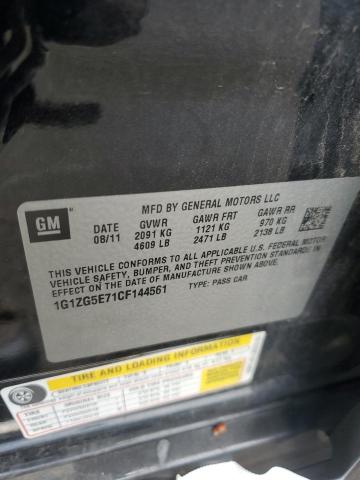 GM
MFD BY GENERAL MOTORS LLC
DATE GVWR GAWR FRT GAWR RR
08/11 2091 KG 1121 KG 970 KG
4609 LB 2471 LB 2138 LB
THIS VEHICLE CONFORMS TO ALL APPLICABLE U.S. FEDERAL MOTOR
VEHICLE SAFETY, BUMPER, AND THEFT PREVENTION STANDARDS IN
EFFECT ON THE DATE OF MANUFACTURE SHOWN ABOVE.
1G1ZG5E71CF144561 TYPE: PASS CAR
TIRE AND LOADING INFORMATION
SEATING CAPACITY